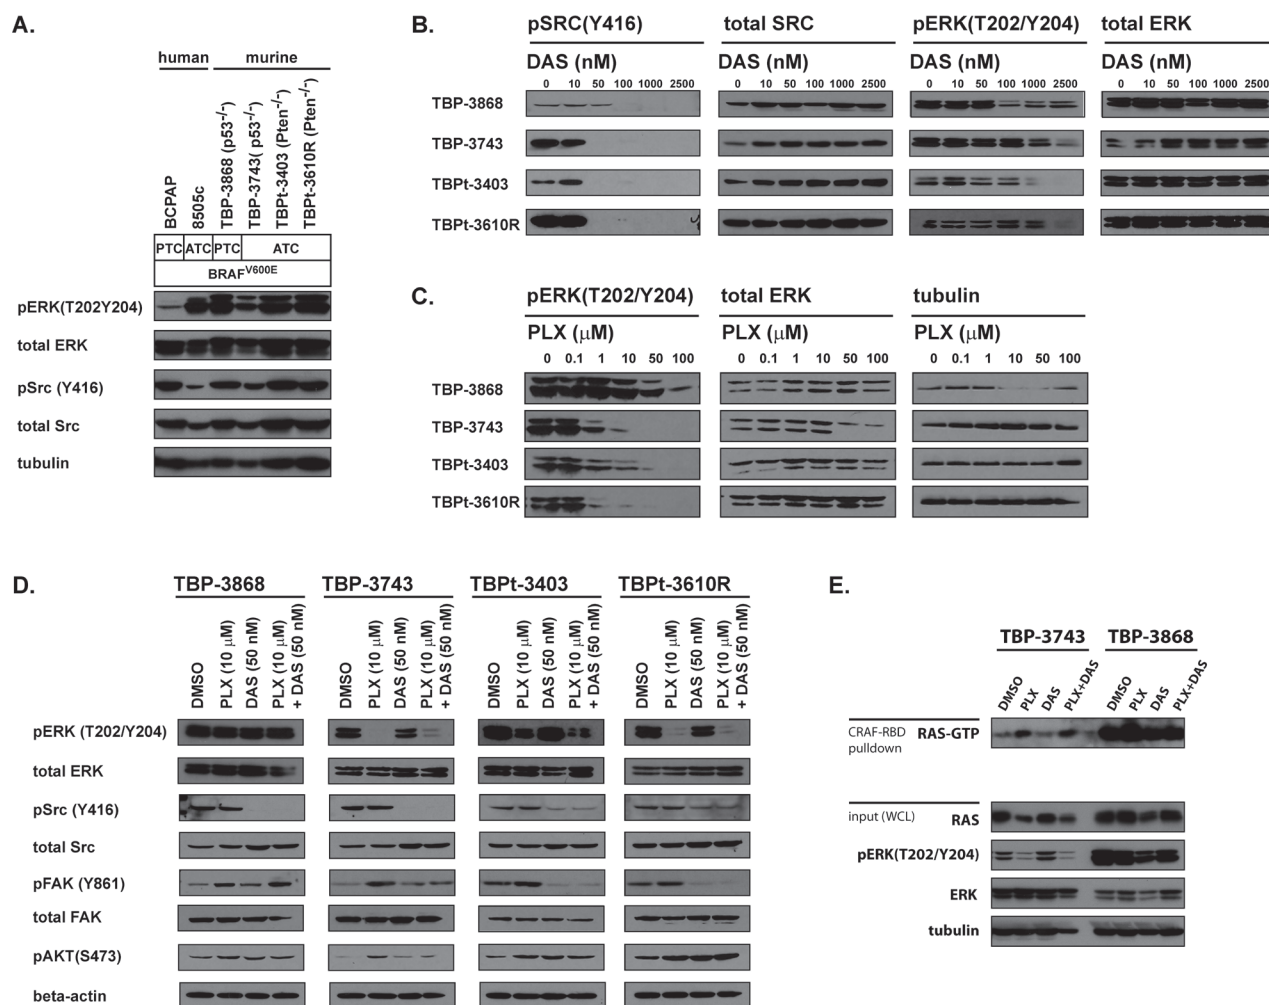 A.
human murine
BCPAP
8505c
TBP-3868 (p53-/-)
TBP-3743( p53-/-)
TBPt-3403 (Pten-/-)
TBPt-3610R (Pten-/-)
PTC ATC PTC ATC
BRAFV600E
pERK(T202Y204)
total ERK
pSrc (Y416)
total Src
tubulin
B.
pSRC(Y416) total SRC pERK(T202/Y204) total ERK
DAS (nM) DAS (nM) DAS (nM) DAS (nM)
0 10 50 100 1000 2500 0 10 50 100 1000 2500 0 10 50 100 1000 2500 0 10 50 100 1000 2500
TBP-3868
TBP-3743
TBPt-3403
TBPt-3610R
C.
pERK(T202/Y204) total ERK tubulin
PLX (μM) PLX (μM) PLX (μM)
0 0.1 1 10 50 100 0 0.1 1 10 50 100 0 0.1 1 10 50 100
TBP-3868
TBP-3743
TBPt-3403
TBPt-3610R
D.
TBP-3868 TBP-3743 TBPt-3403 TBPt-3610R
DMSO
PLX (10 μM)
DAS (50 nM)
PLX (10 μM)
+ DAS (50 nM)
DMSO
PLX (10 μM)
DAS (50 nM)
PLX (10 μM)
+ DAS (50 nM)
DMSO
PLX (10 μM)
DAS (50 nM)
PLX (10 μM)
+ DAS (50 nM)
DMSO
PLX (10 μM)
DAS (50 nM)
PLX (10 μM)
+ DAS (50 nM)
pERK (T202/Y204)
total ERK
pSrc (Y416)
total Src
pFAK (Y861)
total FAK
pAKT(S473)
beta-actin
E.
TBP-3743 TBP-3868
DMSO PLX DAS PLX+DAS DMSO PLX DAS PLX+DAS
CRAF-RBD RAS-GTP
pulldown
input (WCL) RAS
pERK(T202/Y204)
ERK
tubulin